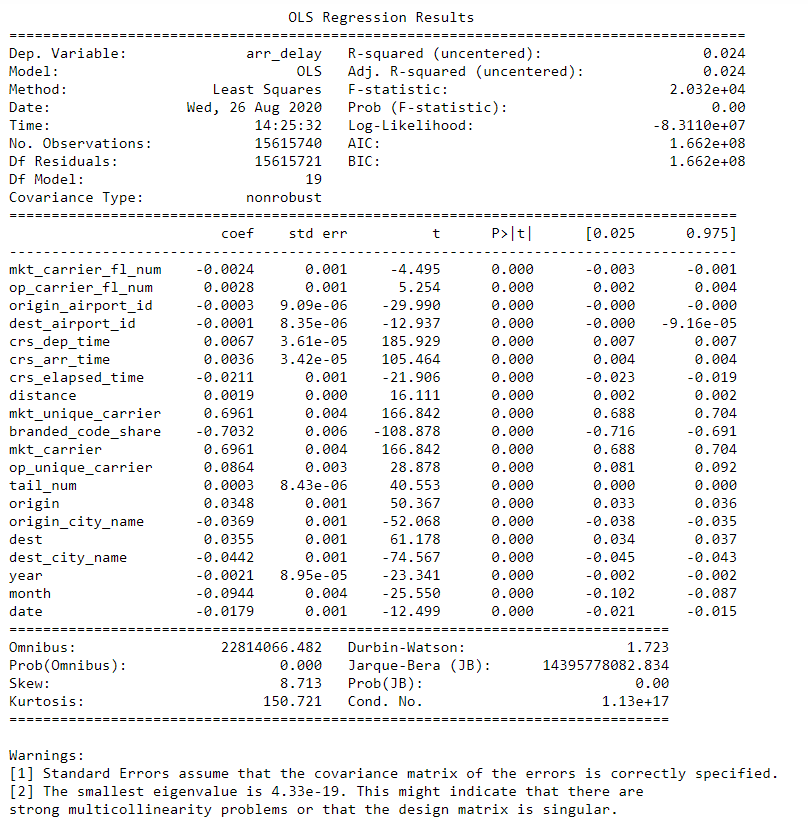 OLS Regression Results
==============================================================================
Dep. Variable: arr_delay R-squared (uncentered): 0.024
Model: OLS Adj. R-squared (uncentered): 0.024
Method: Least Squares F-statistic: 2.032e+04
Date: Wed, 26 Aug 2020 Prob (F-statistic): 0.00
Time: 14:25:32 Log-Likelihood: -8.3110e+07
No. Observations: 15615740 AIC: 1.662e+08
Df Residuals: 15615721 BIC: 1.662e+08
Df Model: 19
Covariance Type: nonrobust
==============================================================================
coef std err t P>|t| [0.025 0.975]
------------------------------------------------------------------------------
mkt_carrier_fl_num -0.0024 0.001 -4.495 0.000 -0.003 -0.001
op_carrier_fl_num 0.0028 0.001 5.254 0.000 0.002 0.004
origin_airport_id -0.0003 9.09e-06 -29.990 0.000 -0.000 -0.000
dest_airport_id -0.0001 8.35e-06 -12.937 0.000 -0.000 -9.16e-05
crs_dep_time 0.0067 3.61e-05 185.929 0.000 0.007 0.007
crs_arr_time 0.0036 3.42e-05 105.464 0.000 0.004 0.004
crs_elapsed_time -0.0211 0.001 -21.906 0.000 -0.023 -0.019
distance 0.0019 0.000 16.111 0.000 0.002 0.002
mkt_unique_carrier 0.6961 0.004 166.842 0.000 0.688 0.704
branded_code_share -0.7032 0.006 -108.878 0.000 -0.716 -0.691
mkt_carrier 0.6961 0.004 166.842 0.000 0.688 0.704
op_unique_carrier 0.0864 0.003 28.878 0.000 0.081 0.092
tail_num 0.0003 8.43e-06 40.553 0.000 0.000 0.000
origin 0.0348 0.001 50.367 0.000 0.033 0.036
origin_city_name -0.0369 0.001 -52.068 0.000 -0.038 -0.035
dest 0.0355 0.001 61.178 0.000 0.034 0.037
dest_city_name -0.0442 0.001 -74.567 0.000 -0.045 -0.043
year -0.0021 8.95e-05 -23.341 0.000 -0.002 -0.002
month -0.0944 0.004 -25.550 0.000 -0.102 -0.087
date -0.0179 0.001 -12.499 0.000 -0.021 -0.015
==============================================================================
Omnibus: 22814066.482 Durbin-Watson: 1.723
Prob(Omnibus): 0.000 Jarque-Bera (JB): 14395778082.834
Skew: 8.713 Prob(JB): 0.00
Kurtosis: 150.721 Cond. No. 1.13e+17
==============================================================================
Warnings:
[1] Standard Errors assume that the covariance matrix of the errors is correctly specified.
[2] The smallest eigenvalue is 4.33e-19. This might indicate that there are
strong multicollinearity problems or that the design matrix is singular.